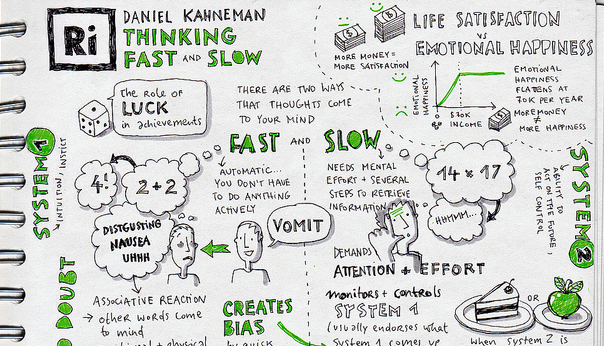 Ri
DANIEL KAHNEMAN
THINKING
FAST AND SLOW
LIFE SATISFACTION
VS
EMOTIONAL HAPPINESS
MORE MONEY =
MORE SATISFACTION
EMOTIONAL
HAPPINESS
70K
INCOME
EMOTIONAL
HAPPINESS
FLATENS AT
70K PER YEAR
MORE MONEY
MORE HAPPINESS
The role of
LUCK
in achievements
THERE ARE TWO WAYS
THAT THOUGHTS COME
TO YOUR MIND
FAST AND SLOW
SYSTEM 1
INTUITION, INSTICT
4!
2+2
AUTOMATIC...
YOU DON'T HAVE
TO DO ANYTHING
ACTIVELY
DISTGUSTING
NAUSEA
UHHH
VOMIT
NEEDS MENTAL
EFFORT + SEVERAL
STEPS TO RETRIEVE
INFORMATION
14 × 17
HHMMM...
SYSTEM 2
ABILITY TO
ACT ON THE FUTURE,
SELF CONTROL
DEMANDS
ATTENTION + EFFORT
DOUBT
ASSOCIATIVE REACTION
other words come
to mind
+ physical
CREATES
BIAS
by quick
monitors + controls
SYSTEM 1
(usually endorses what
system 1 comes up
OR
When system 2 is